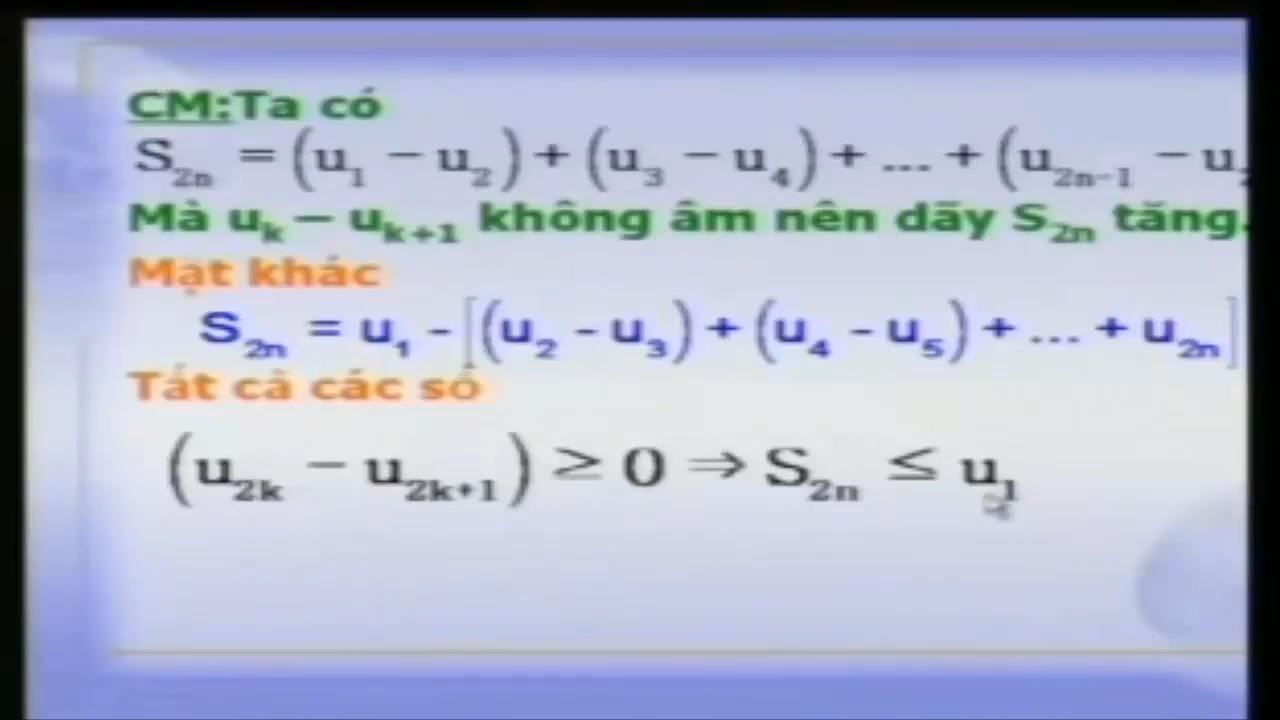 CM:Ta có
S₂ₙ = (u₁ − u₂) + (u₃ − u₄) + ... + (u₂ₙ₋₁ − u
Mà uₖ − uₖ₊₁ không âm nên dãy S₂ₙ tăng.
Mặt khác
S₂ₙ = u₁ - [(u₂ - u₃) + (u₄ - u₅) + ... + u₂ₙ]
Tất cả các số
(u₂ₖ − u₂ₖ₊₁) ≥ 0 ⇒ S₂ₙ ≤ u₁